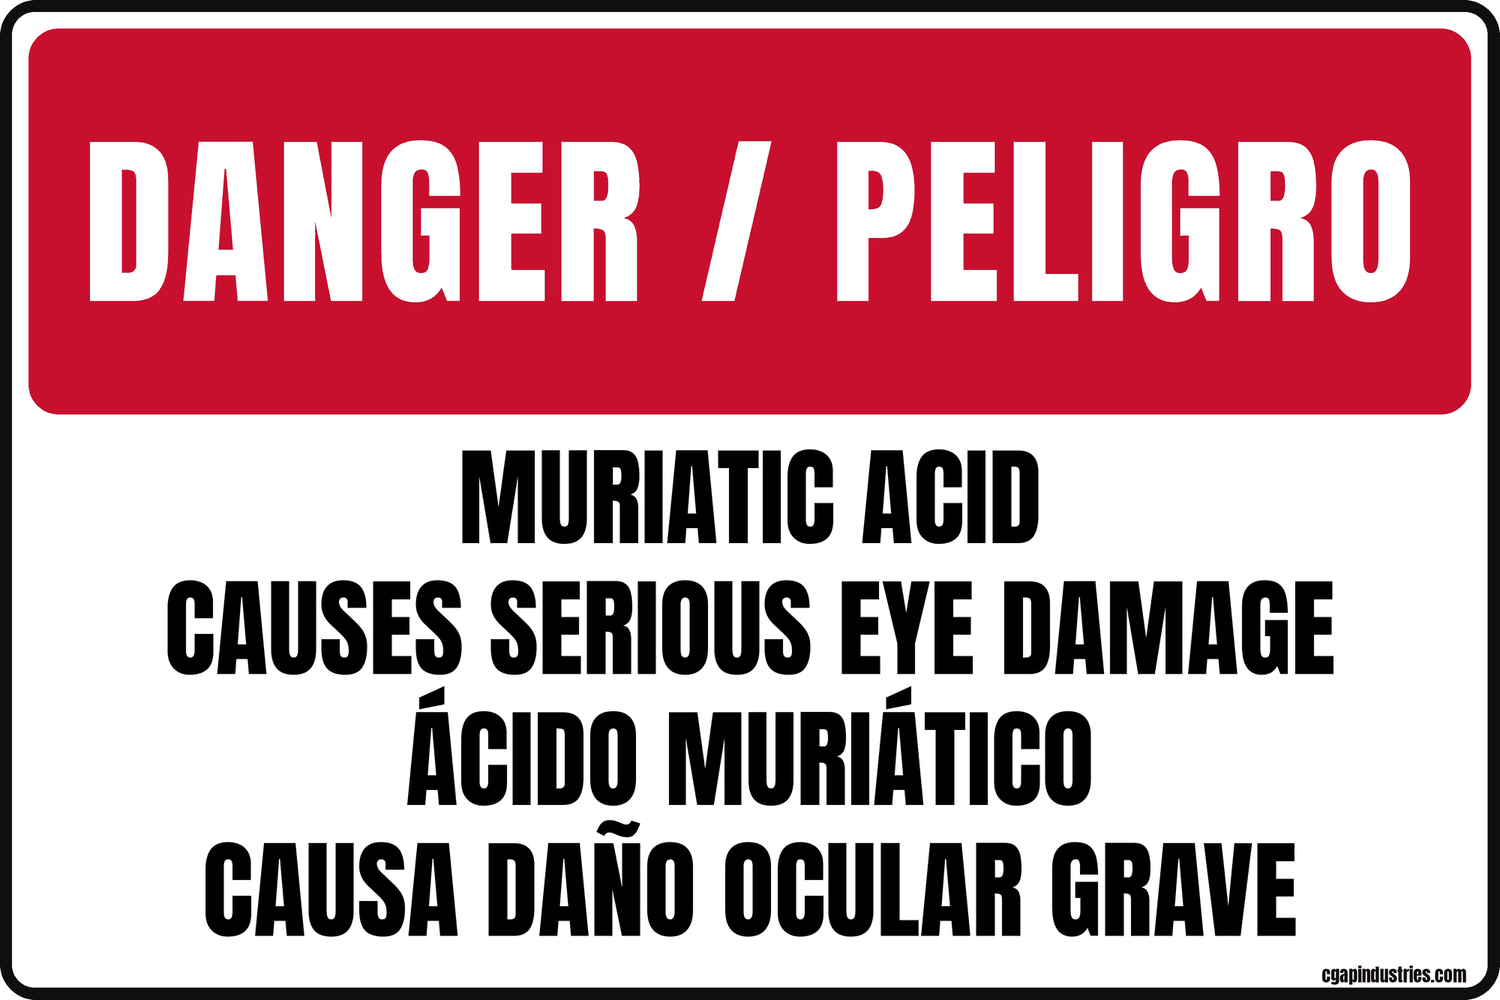 DANGER / PELIGRO
MURIATIC ACID
CAUSES SERIOUS EYE DAMAGE
ÁCIDO MURIÁTICO
CAUSA DAÑO OCULAR GRAVE
cgapindustries.com